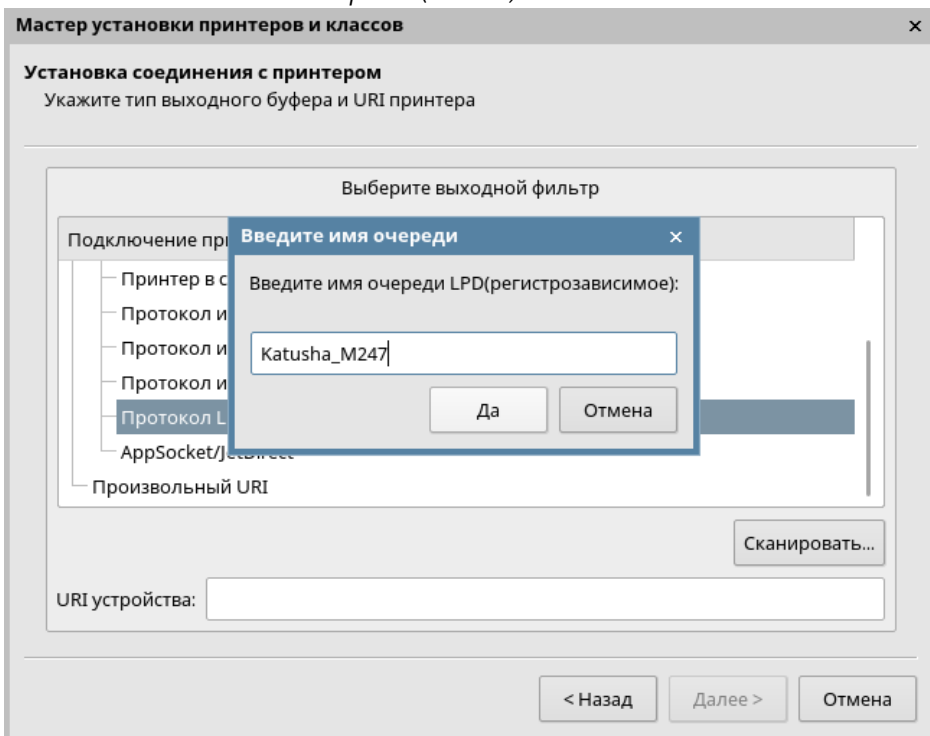 Мастер установки принтеров и классов
Установка соединения с принтером
Укажите тип выходного буфера и URI принтера
Выберите выходной фильтр
Подключение пр
Введите имя очереди
Введите имя очереди LPD(регистрозависимое):
Katusha_M247
Да Отмена
Принтер в с
Протокол и
Протокол и
Протокол и
Протокол L
AppSocket/JetDirect
Произвольный URI
Сканировать...
URI устройства:
< Назад Далее > Отмена